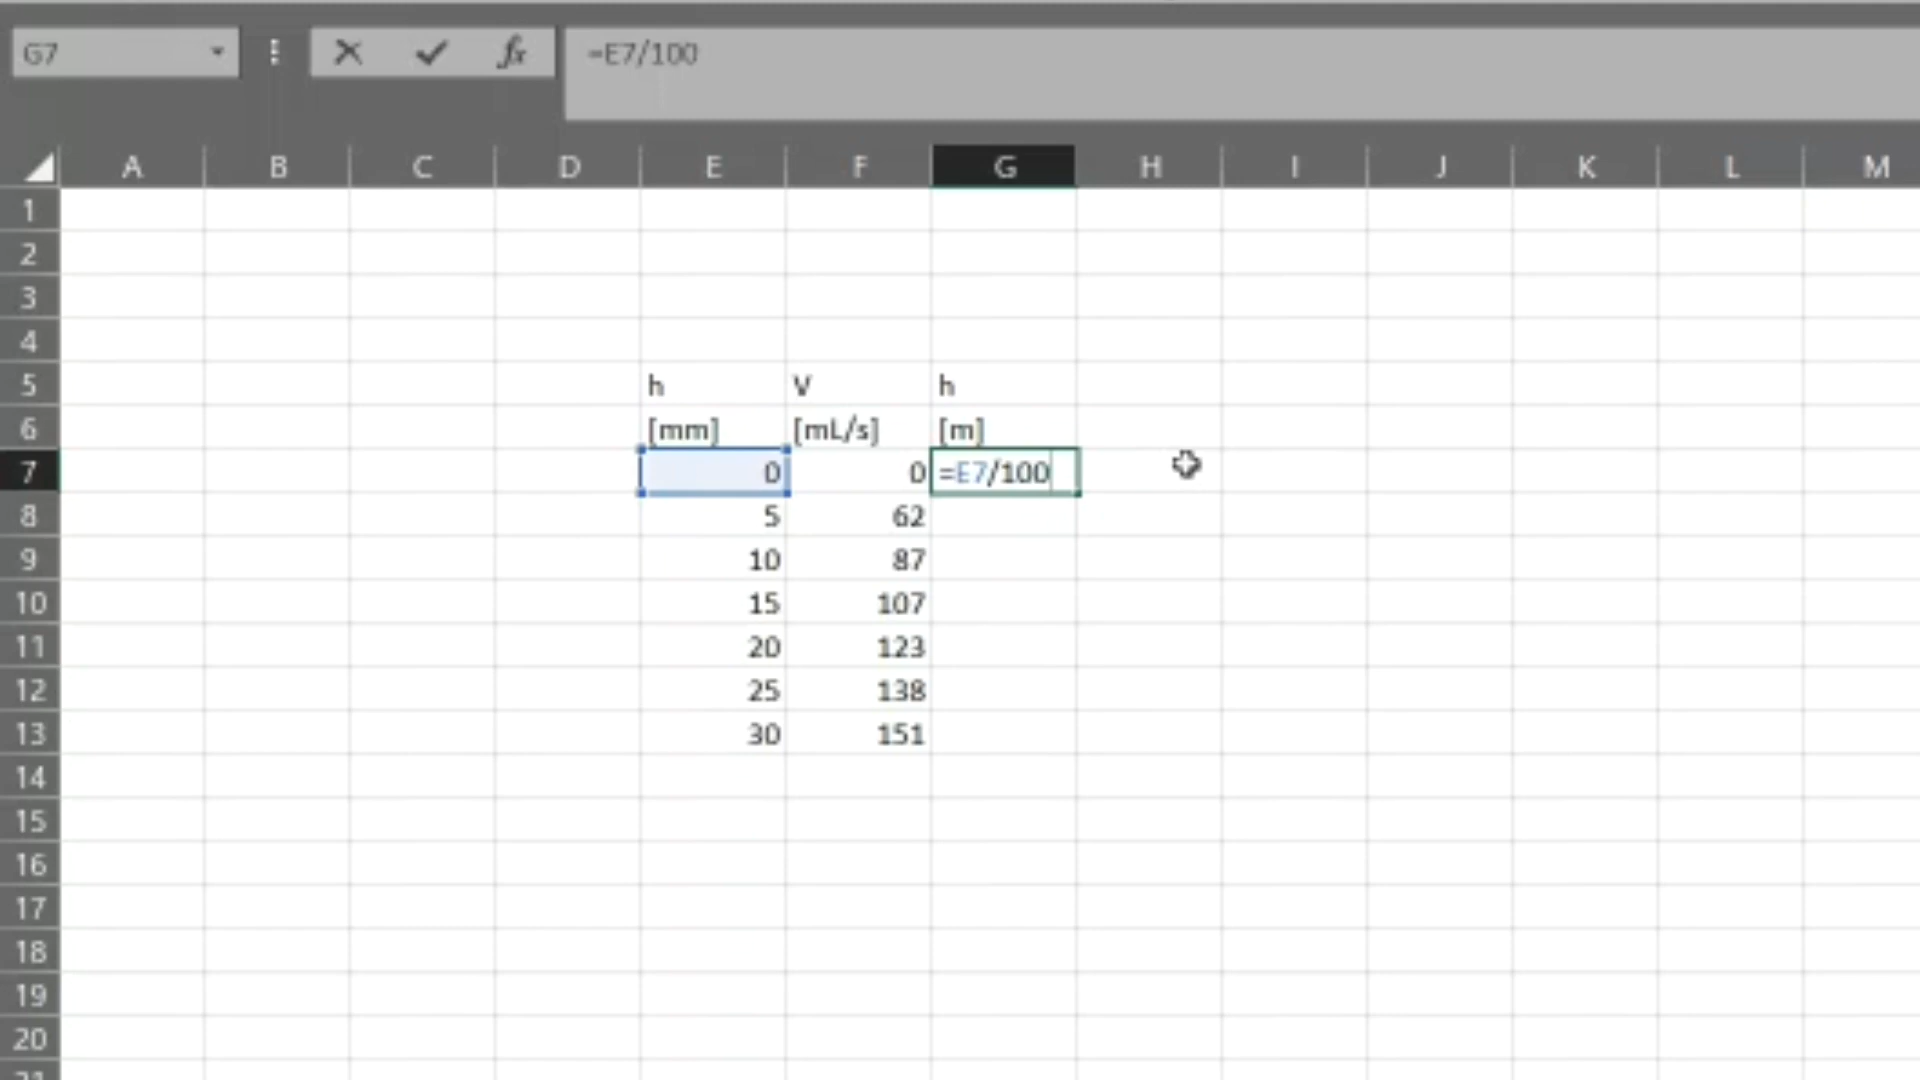 G7 =E7/100
A B C D E F G H I J K L M
1
2
3
4
5 h V h
6 [mm] [mL/s] [m]
7 0 0 =E7/100
8 5 62
9 10 87
10 15 107
11 20 123
12 25 138
13 30 151
14
15
16
17
18
19
20